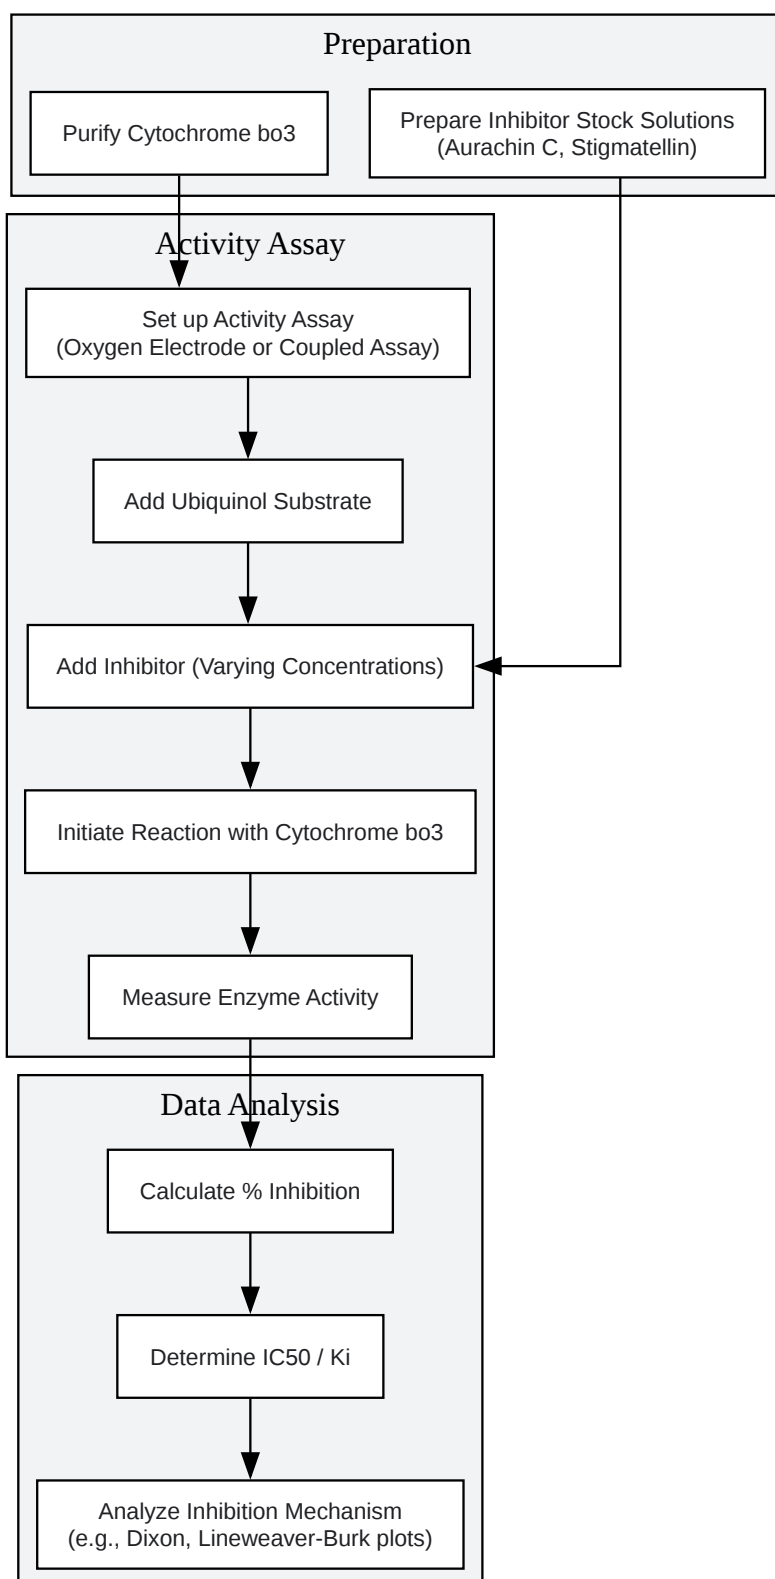 Preparation
Purify Cytochrome bo3
Prepare Inhibitor Stock Solutions
(Aurachin C, Stigmatellin)
Activity Assay
Set up Activity Assay
(Oxygen Electrode or Coupled Assay)
Add Ubiquinol Substrate
Add Inhibitor (Varying Concentrations)
Initiate Reaction with Cytochrome bo3
Measure Enzyme Activity
Data Analysis
Calculate % Inhibition
Determine IC50 / Ki
Analyze Inhibition Mechanism
(e.g., Dixon, Lineweaver-Burk plots)